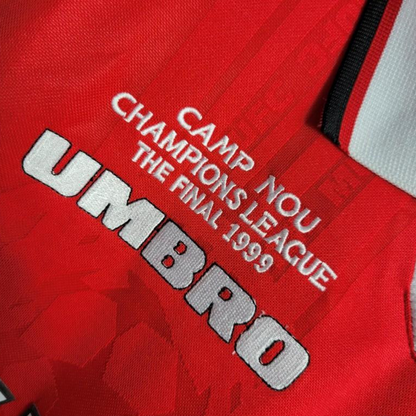 CAMP NOU
CHAMPIONS LEAGUE
THE FINAL 1999
UMBRO